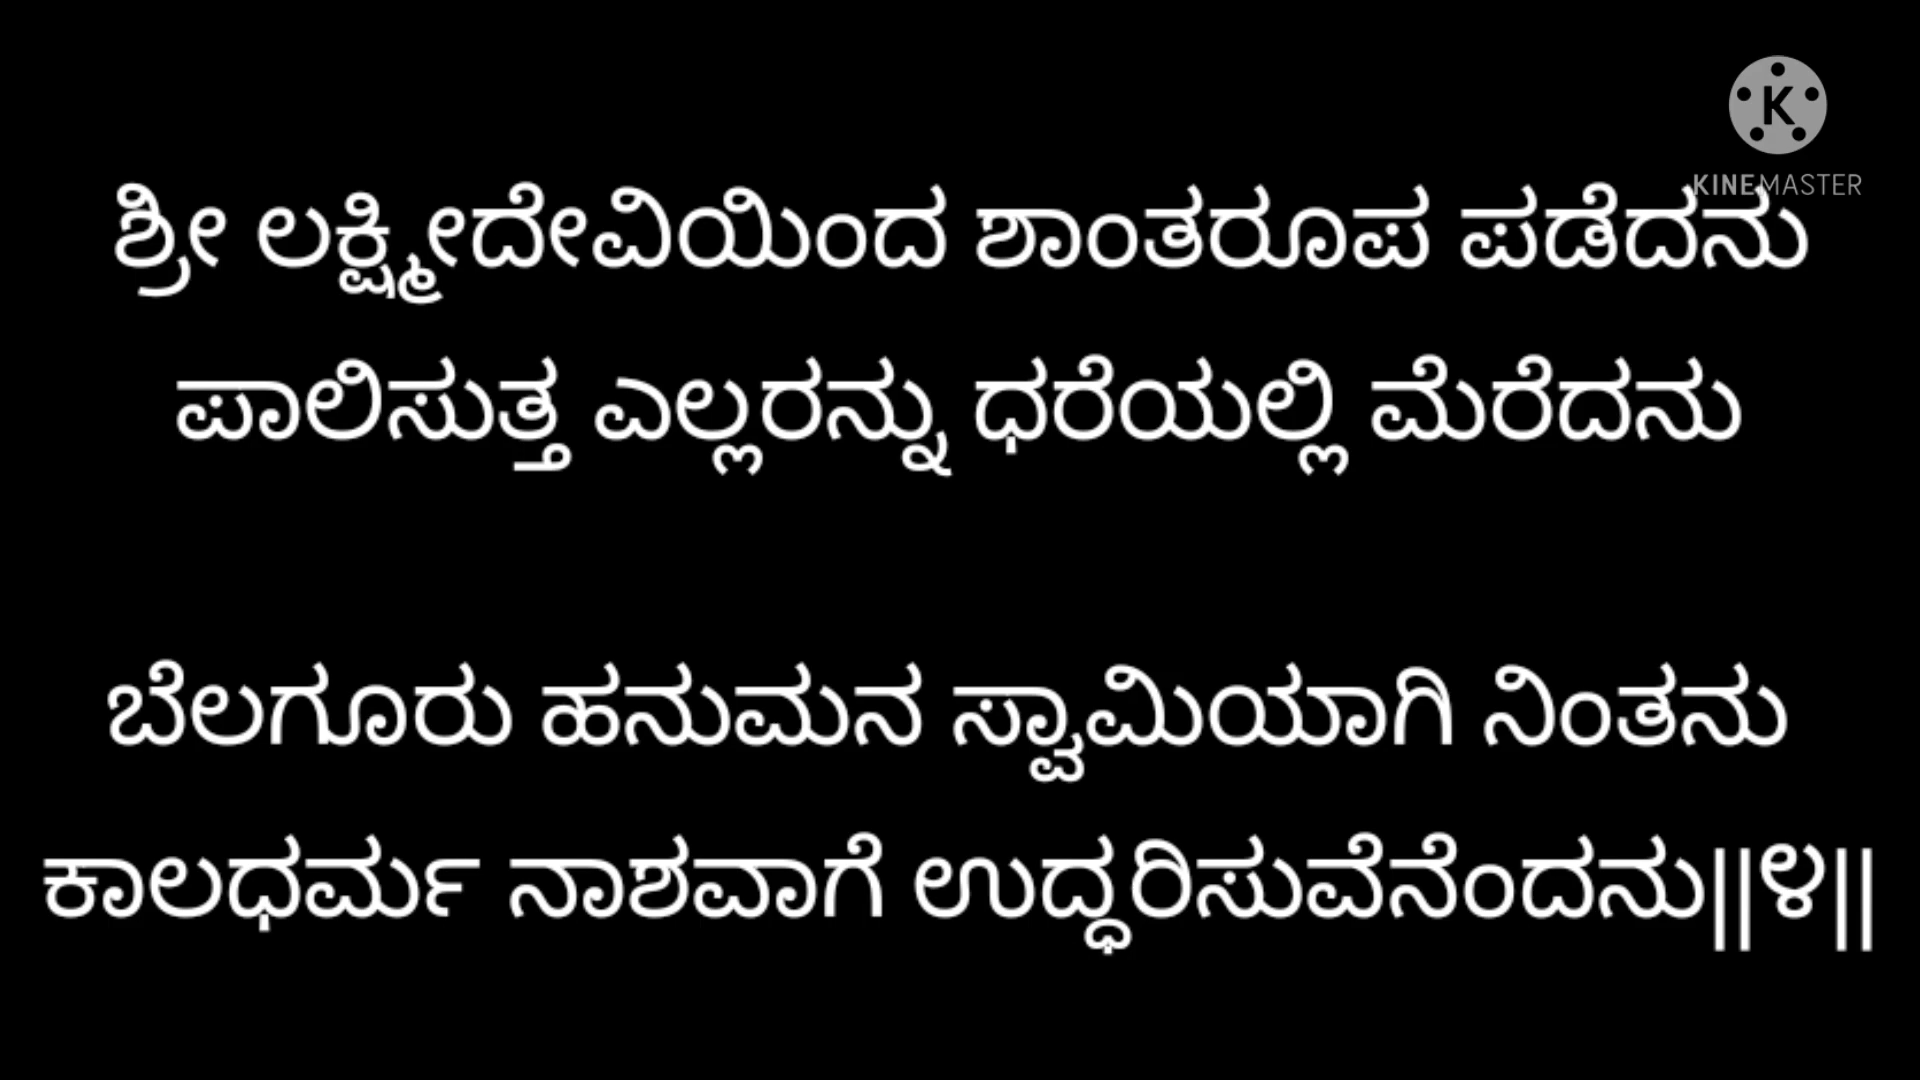 KINEMASTER
ಶ್ರೀ ಲಕ್ಷ್ಮೀದೇವಿಯಿಂದ ಶಾಂತರೂಪ ಪಡೆದನು
ಪಾಲಿಸುತ್ತ ಎಲ್ಲರನ್ನು ಧರೆಯಲ್ಲಿ ಮೆರೆದನು
ಬೆಲಗೂರು ಹನುಮನ ಸ್ವಾಮಿಯಾಗಿ ನಿಂತನು
ಕಾಲಧರ್ಮ ನಾಶವಾಗೆ ಉದ್ಧರಿಸುವೆನೆಂದನು||೪||